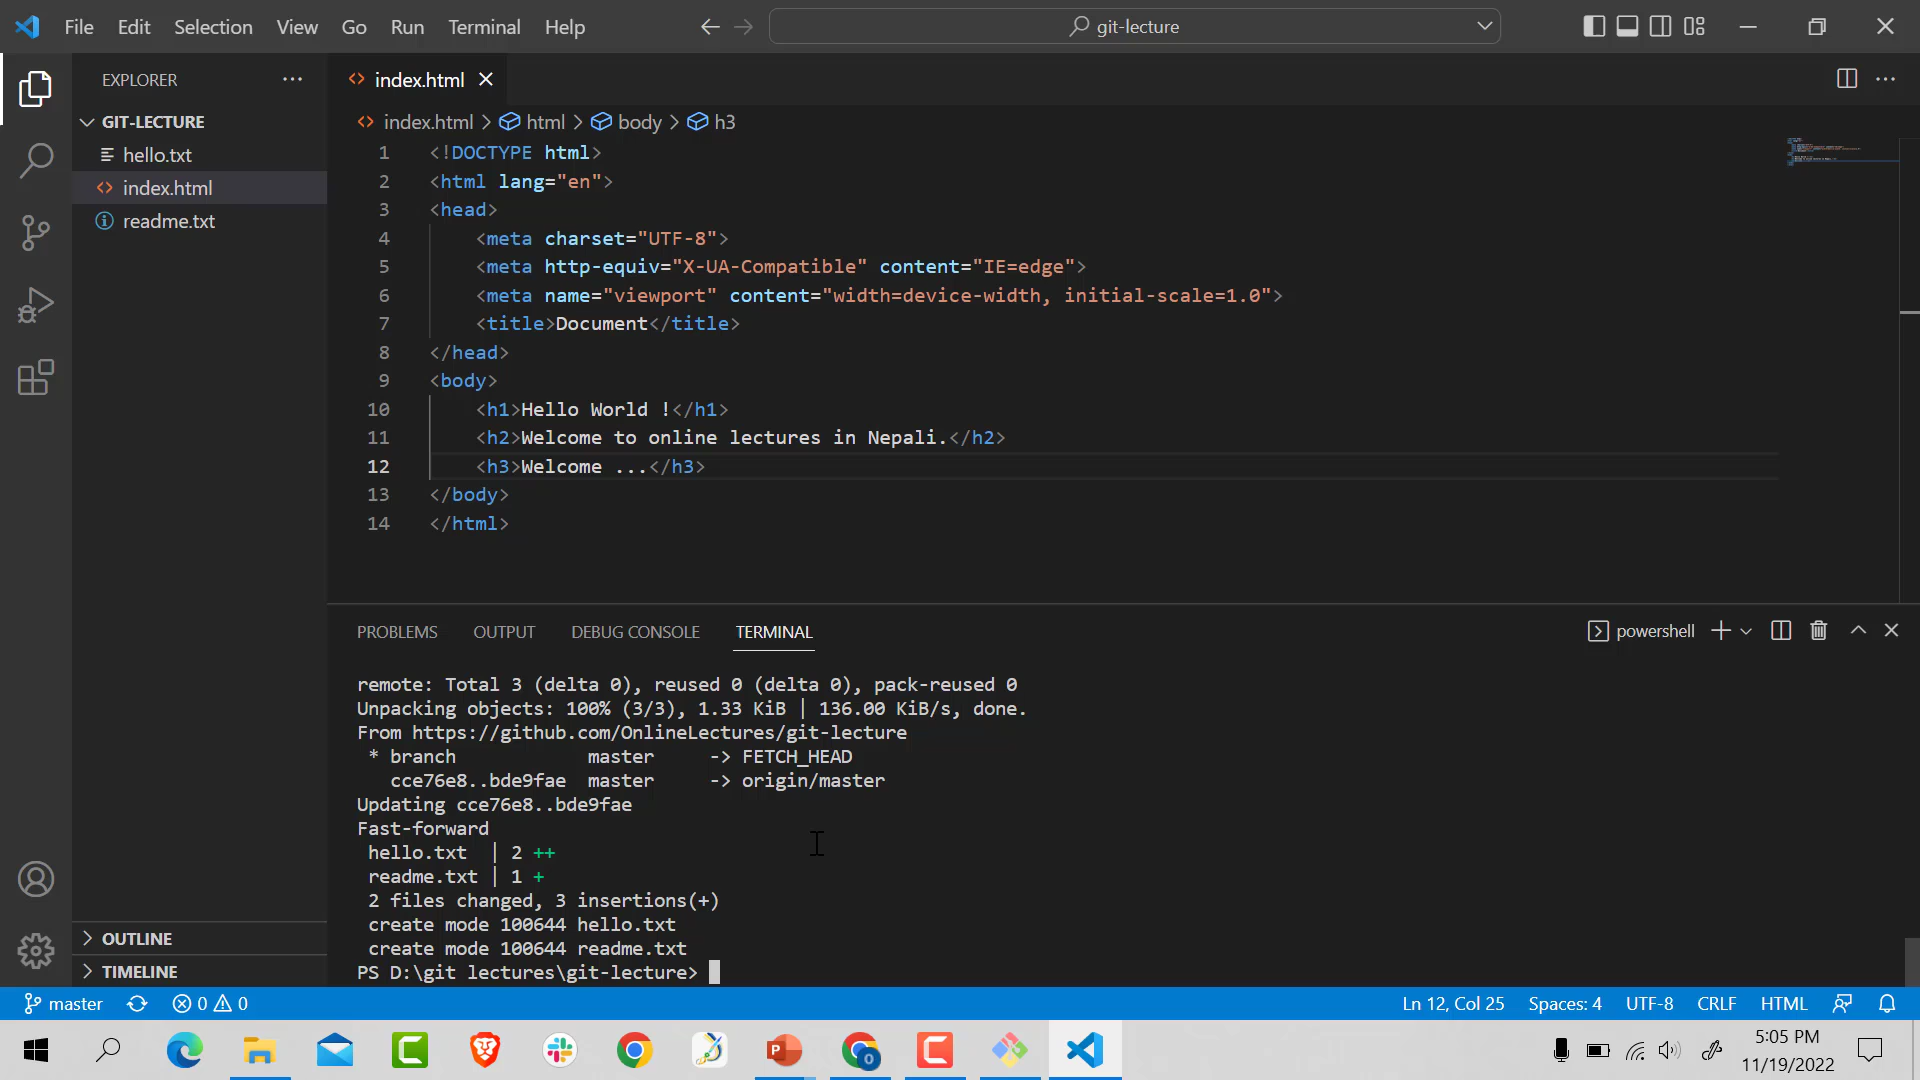 File Edit Selection View Go Run Terminal Help git-lecture
EXPLORER
GIT-LECTURE
hello.txt
index.html
readme.txt
OUTLINE
TIMELINE
index.html
index.html > html > body > h3
1 <!DOCTYPE html>
2 <html lang="en">
3 <head>
4 <meta charset="UTF-8">
5 <meta http-equiv="X-UA-Compatible" content="IE=edge">
6 <meta name="viewport" content="width=device-width, initial-scale=1.0">
7 <title>Document</title>
8 </head>
9 <body>
10 <h1>Hello World !</h1>
11 <h2>Welcome to online lectures in Nepali.</h2>
12 <h3>Welcome ...</h3>
13 </body>
14 </html>
PROBLEMS OUTPUT DEBUG CONSOLE TERMINAL powershell
remote: Total 3 (delta 0), reused 0 (delta 0), pack-reused 0
Unpacking objects: 100% (3/3), 1.33 KiB | 136.00 KiB/s, done.
From https://github.com/OnlineLectures/git-lecture
* branch master -> FETCH_HEAD
cce76e8..bde9fae master -> origin/master
Updating cce76e8..bde9fae
Fast-forward
hello.txt | 2 ++
readme.txt | 1 +
2 files changed, 3 insertions(+)
create mode 100644 hello.txt
create mode 100644 readme.txt
PS D:\git lectures\git-lecture>
master 0 0 Ln 12, Col 25 Spaces: 4 UTF-8 CRLF HTML
5:05 PM
11/19/2022